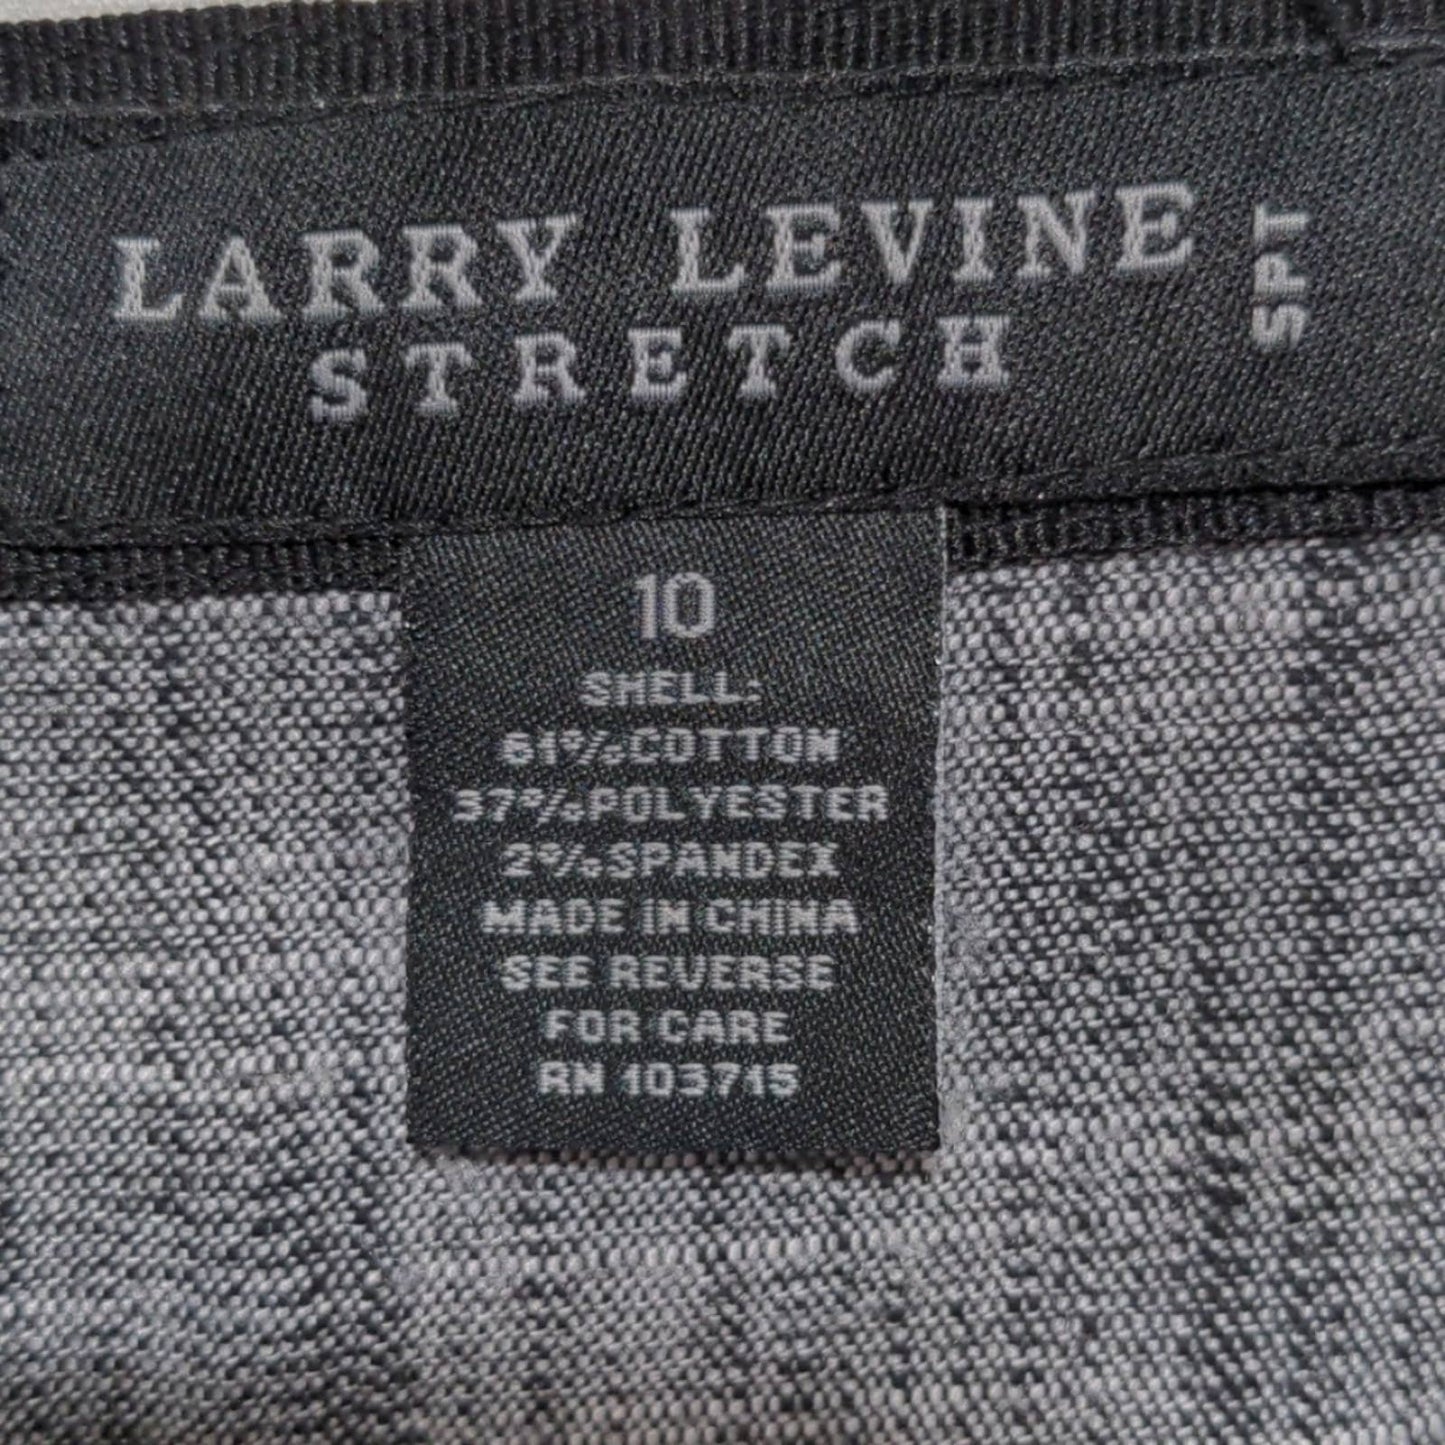 LARRY LEVINE
STRETCH
SPT
10
SHELL:
61%COTTON
37%POLYESTER
2%SPANDEX
MADE IN CHINA
SEE REVERSE
FOR CARE
RN 103715